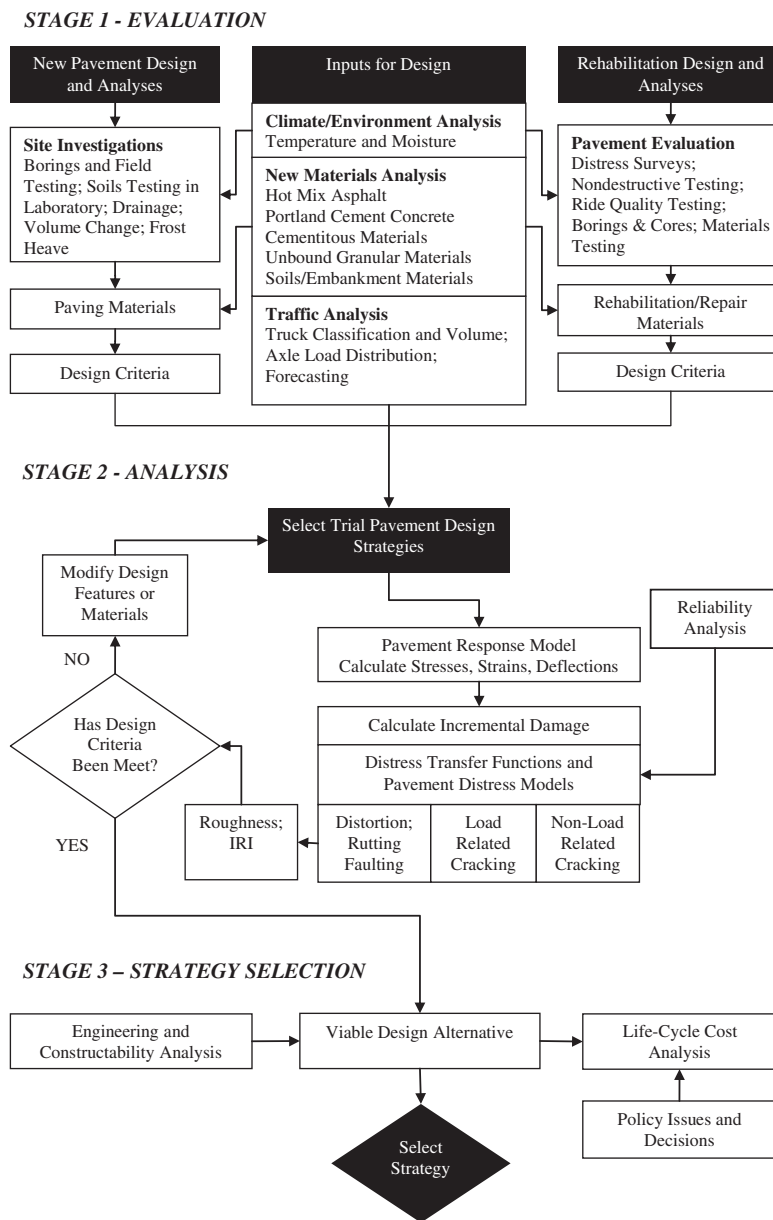 STAGE 1 - EVALUATION
New Pavement Design
and Analyses
Inputs for Design
Rehabilitation Design and
Analyses
Site Investigations
Borings and Field
Testing; Soils Testing in
Laboratory; Drainage;
Volume Change; Frost
Heave
Climate/Environment Analysis
Temperature and Moisture
New Materials Analysis
Hot Mix Asphalt
Portland Cement Concrete
Cementitous Materials
Unbound Granular Materials
Soils/Embankment Materials
Pavement Evaluation
Distress Surveys;
Nondestructive Testing;
Ride Quality Testing;
Borings & Cores; Materials
Testing
Paving Materials
Traffic Analysis
Truck Classification and Volume;
Axle Load Distribution;
Forecasting
Rehabilitation/Repair
Materials
Design Criteria
Design Criteria
STAGE 2 - ANALYSIS
Select Trial Pavement Design
Strategies
Modify Design
Features or
Materials
Reliability
Analysis
Pavement Response Model
Calculate Stresses, Strains, Deflections
NO
Has Design
Criteria
Been Meet?
Calculate Incremental Damage
Distress Transfer Functions and
Pavement Distress Models
YES
Roughness;
IRI
Distortion;
Rutting
Faulting
Load
Related
Cracking
Non-Load
Related
Cracking
STAGE 3 – STRATEGY SELECTION
Engineering and
Constructability Analysis
Viable Design Alternative
Life-Cycle Cost
Analysis
Policy Issues and
Decisions
Select
Strategy